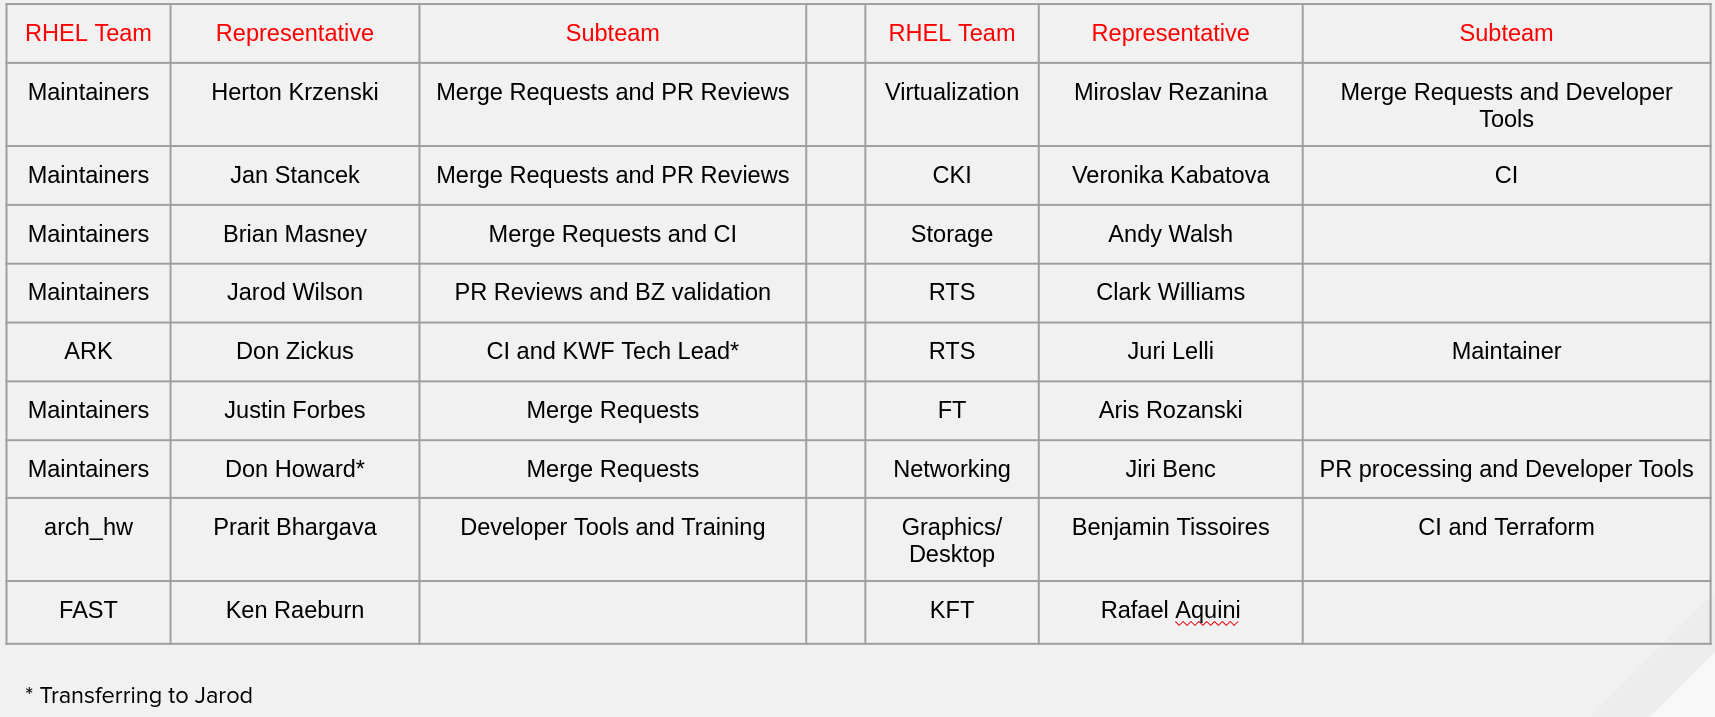 RHEL Team Representative Subteam RHEL Team Representative Subteam
Maintainers Herton Krzenski Merge Requests and PR Reviews Virtualization Miroslav Rezanina Merge Requests and Developer
Tools
Maintainers Jan Stancek Merge Requests and PR Reviews CKI Veronika Kabatova CI
Maintainers Brian Masney Merge Requests and CI Storage Andy Walsh
Maintainers Jarod Wilson PR Reviews and BZ validation RTS Clark Williams
ARK Don Zickus CI and KWF Tech Lead* RTS Juri Lelli Maintainer
Maintainers Justin Forbes Merge Requests FT Aris Rozanski
Maintainers Don Howard* Merge Requests Networking Jiri Benc PR processing and Developer Tools
arch_hw Prarit Bhargava Developer Tools and Training Graphics/ Benjamin Tissoires CI and Terraform
Desktop
FAST Ken Raeburn KFT Rafael Aquini
* Transferring to Jarod